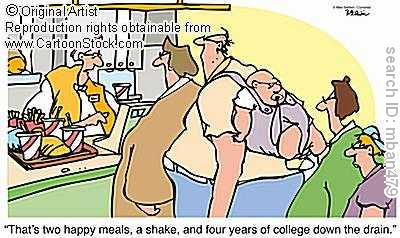 © Original Artist
Reproduction rights obtainable from
www.CartoonStock.com
search ID: mban479
"That's two happy meals, a shake, and four years of college down the drain."